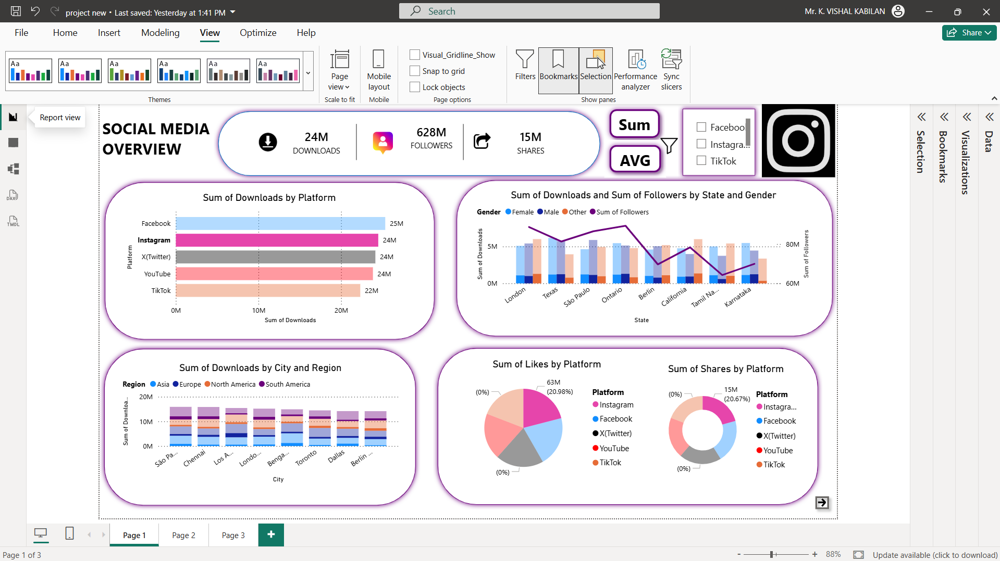 project new • Last saved: Yesterday at 1:41 PM
Search
Mr. K. VISHAL KABILAN
File
Home
Insert
Modeling
View
Optimize
Help
Share
Aa
Aa
Aa
Aa
Aa
Aa
Themes
Page view
Scale to fit
Mobile layout
Mobile
Visual_Gridline_Show
Snap to grid
Lock objects
Page options
Filters
Bookmarks
Selection
Performance analyzer
Sync slicers
Show panes
Report view
DAX
TMDL
SOCIAL MEDIA
OVERVIEW
24M
DOWNLOADS
628M
FOLLOWERS
15M
SHARES
Sum
AVG
Faceboo
Instagra...
TikTok
Selection
Bookmarks
Visualizations
Data
Sum of Downloads by Platform
Platform
Facebook
25M
Instagram
24M
X(Twitter)
24M
YouTube
24M
TikTok
22M
0M
10M
20M
Sum of Downloads
Sum of Downloads and Sum of Followers by State and Gender
Gender
Female
Male
Other
Sum of Followers
Sum of Downloads
5M
0M
80M
60M
Sum of Followers
London
Texas
São Paulo
Ontario
Berlin
California
Tamil Na...
Karnataka
State
Sum of Downloads by City and Region
Region
Asia
Europe
North America
South America
Sum of Downloa...
20M
10M
0M
São Pa...
Chennai
Los A...
Londo...
Benga...
Toronto
Dallas
Berlin ...
City
Sum of Likes by Platform
63M
(20.98%)
(0%)
(0%)
Platform
Instagram
Facebook
X(Twitter)
YouTube
TikTok
Sum of Shares by Platform
15M
(20.67%)
(0%)
(0%)
Platform
Instagra...
Facebook
X(Twitter)
YouTube
TikTok
Page 1
Page 2
Page 3
+
Page 1 of 3
- + 88%
Update available (click to download)